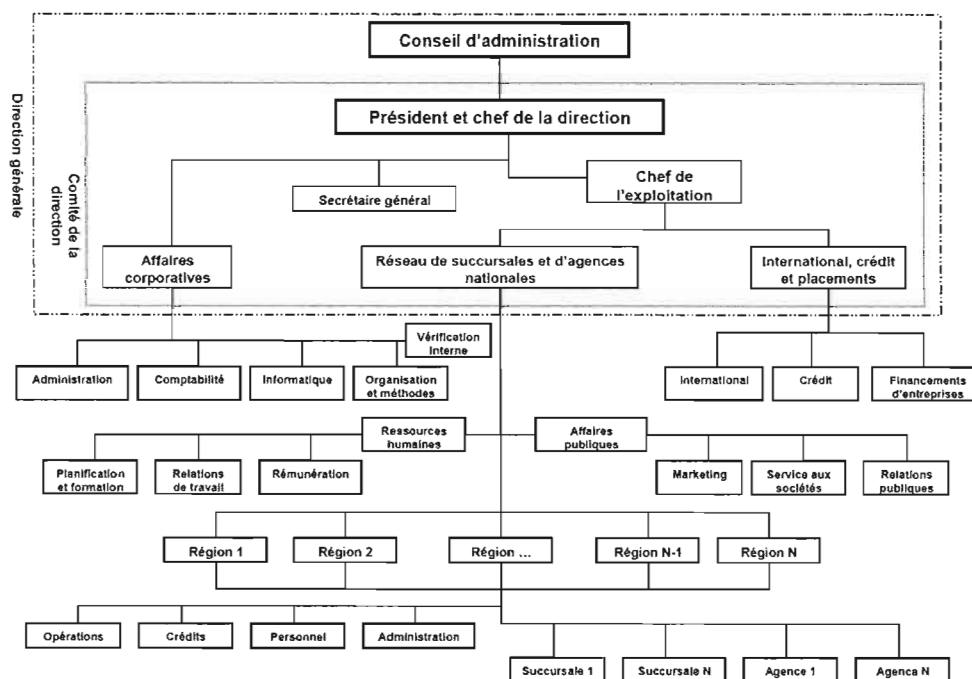 Conseil d'administration
Président et chef de la direction
Direction générale
Comité de la
direction
Chef de
l'exploitation
Secrétaire général
Affaires
corporatives
Réseau de succursales et d'agences
nationales
International, crédit
et placements
Vérification
Interne
Administration
Comptabilité
Informatique
Organisation
et méthodes
International
Crédit
Financements
d'entreprises
Ressources
humaines
Affaires
publiques
Planification
et formation
Relations
de travail
Rémunération
Marketing
Service aux
sociétés
Relations
publiques
Région 1
Région 2
Région ...
Région N-1
Région N
Opérations
Crédits
Personnel
Administration
Succursale 1
Succursale N
Agence 1
Agence N